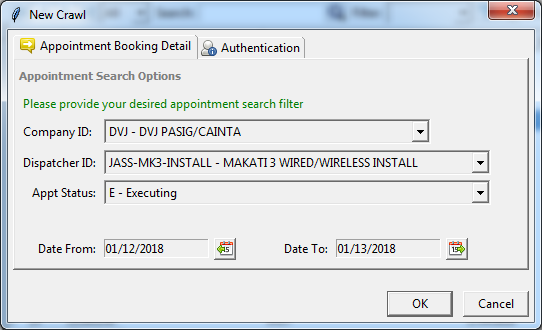 New Crawl
Appointment Booking Detail
Authentication
Appointment Search Options
Please provide your desired appointment search filter
Company ID: DVJ - DVJ PASIG/CAINTA
Dispatcher ID: JASS-MK3-INSTALL - MAKATI 3 WIRED/WIRELESS INSTALL
Appt Status: E - Executing
Date From: 01/12/2018 Date To: 01/13/2018
OK Cancel